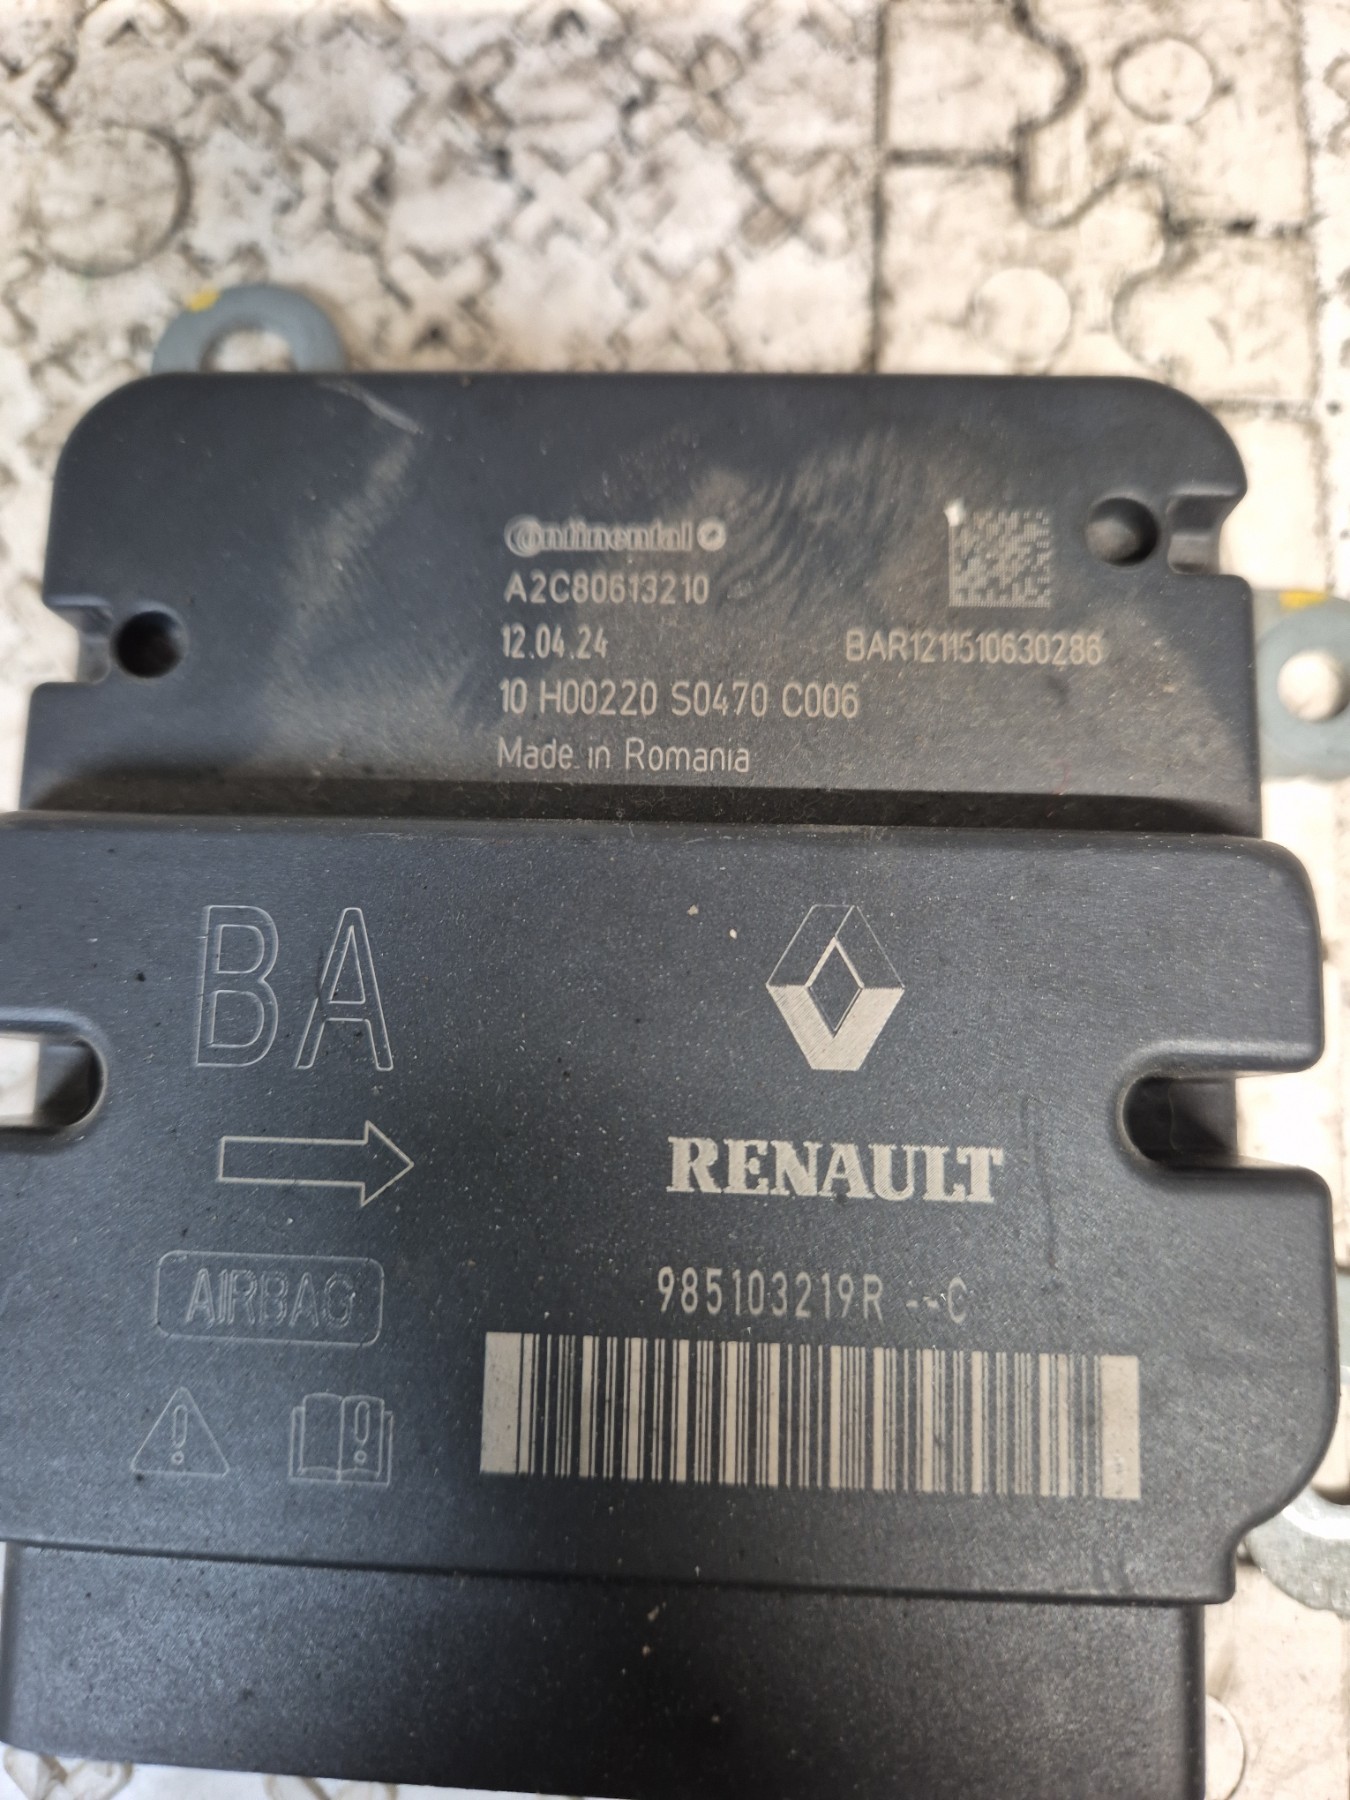 Continental
A2C80613210
12.04.24
BAR1211510630286
10 H00220 S0470 C006
Made in Romania
BA
RENAULT
AIRBAG
985103219R --C